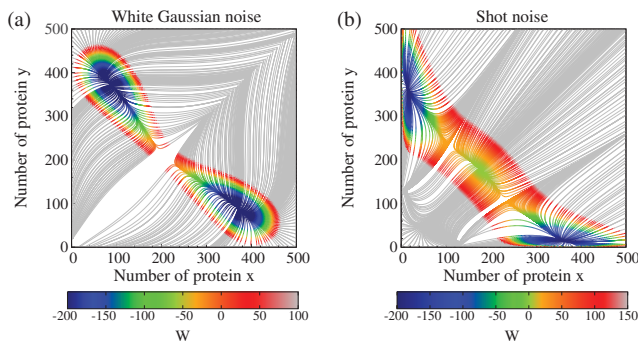 (a) White Gaussian noise
500
400
300
200
100
0
Number of protein y
0 100 200 300 400 500
Number of protein x
-200 -150 -100 -50 0 50 100
W
(b) Shot noise
500
400
300
200
100
0
Number of protein y
0 100 200 300 400 500
Number of protein x
-200 -150 -100 -50 0 50 100 150
W